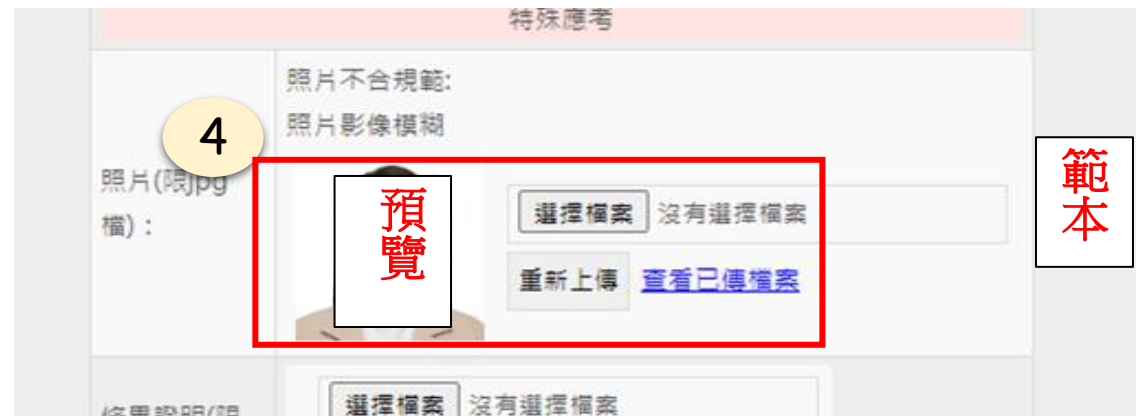 特殊應考
照片不合規範:
照片影像模糊
4
照片(限jpg
檔)：
預覽
選擇檔案 沒有選擇檔案
重新上傳 查看已傳檔案
範本
選擇檔案 沒有選擇檔案